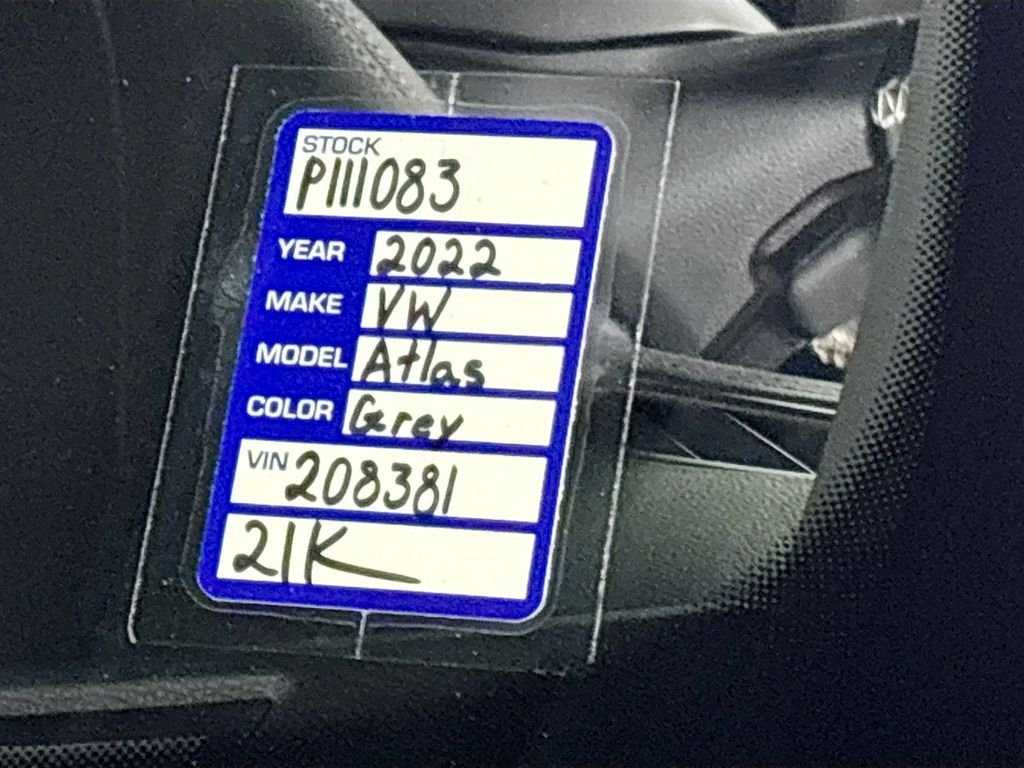 STOCK
P111083
YEAR 2022
MAKE VW
MODEL Atlas
COLOR Grey
VIN 208381
21K